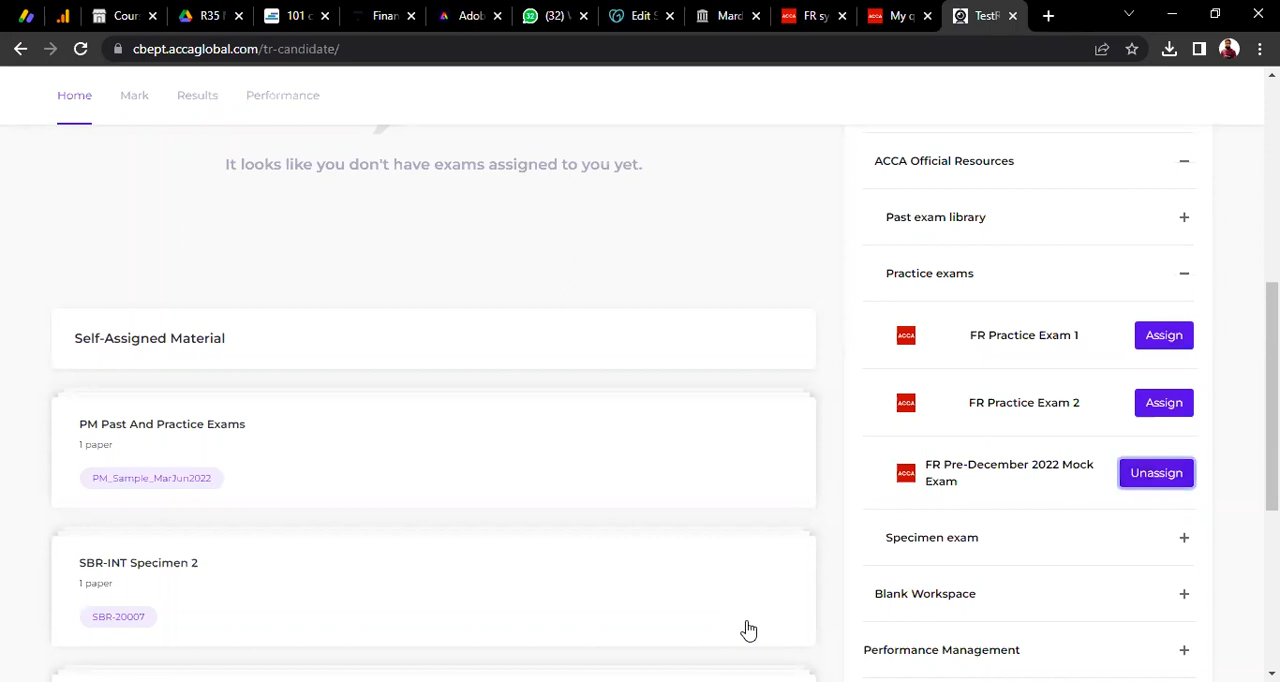 Cour
R35
101
Finan
Adob
(32)
Edit
Marc
FR sy
My q
TestR
cbept.accaglobal.com/tr-candidate/
Home
Mark
Results
Performance
It looks like you don't have exams assigned to you yet.
Self-Assigned Material
PM Past And Practice Exams
1 paper
PM_Sample_MarJun2022
SBR-INT Specimen 2
1 paper
SBR-20007
ACCA Official Resources
Past exam library
Practice exams
ACCA
FR Practice Exam 1
Assign
ACCA
FR Practice Exam 2
Assign
ACCA
FR Pre-December 2022 Mock
Exam
Unassign
Specimen exam
Blank Workspace
Performance Management